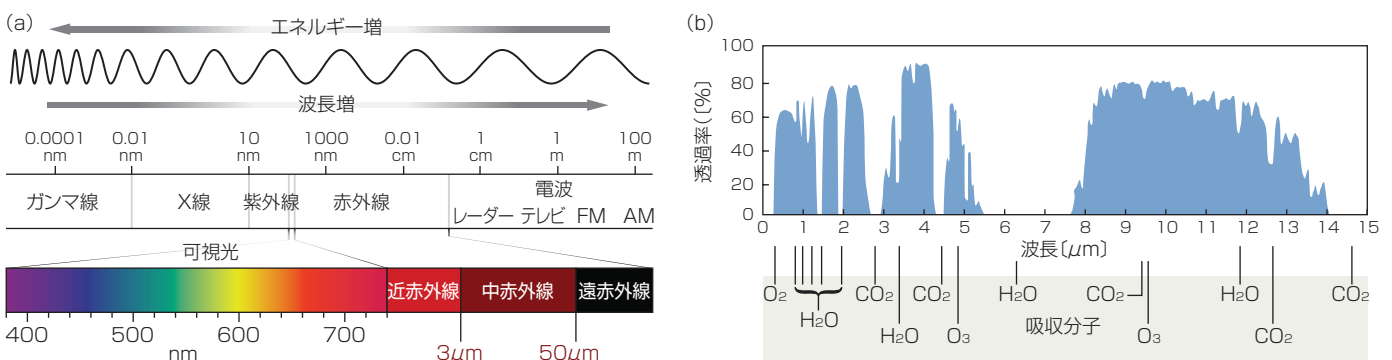 (a)
エネルギー増
波長増
0.0001 nm 0.01 nm 10 nm 1000 nm 0.01 cm 1 cm 1 m 100 m
ガンマ線 X線 紫外線 赤外線 電波
レーダー テレビ FM AM
可視光
近赤外線 中赤外線 遠赤外線
400 500 600 700
nm 3μm 50μm
(b)
透過率([%]
100
80
60
40
20
0
0 1 2 3 4 5 6 7 8 9 10 11 12 13 14 15
波長[μm]
O₂ CO₂ CO₂ H₂O CO₂ H₂O CO₂
H₂O H₂O O₃ 吸収分子 O₃ CO₂